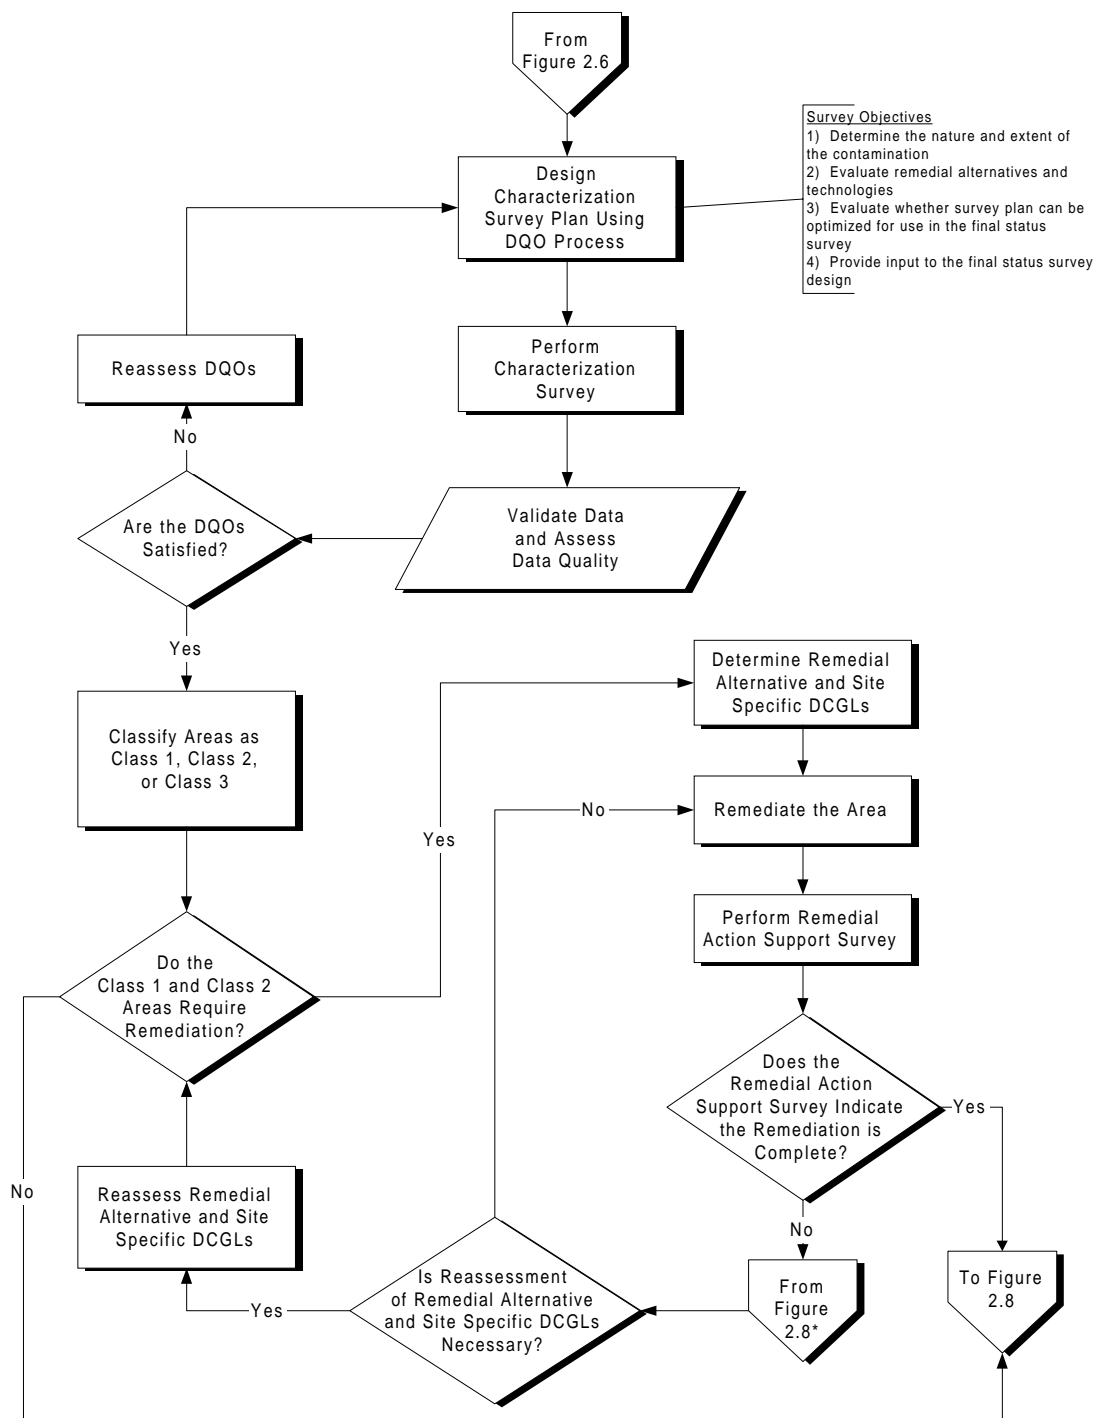 From
Figure 2.6
Survey Objectives
1) Determine the nature and extent of
the contamination
2) Evaluate remedial alternatives and
technologies
3) Evaluate whether survey plan can be
optimized for use in the final status
survey
4) Provide input to the final status survey
design
Design
Characterization
Survey Plan Using
DQO Process
Perform
Characterization
Survey
Reassess DQOs
No
Are the DQOs
Satisfied?
Validate Data
and Assess
Data Quality
Yes
Classify Areas as
Class 1, Class 2,
or Class 3
Determine Remedial
Alternative and Site
Specific DCGLs
No
Remediate the Area
Yes
Perform Remedial
Action Support Survey
Do the
Class 1 and Class 2
Areas Require
Remediation?
Does the
Remedial Action
Support Survey Indicate
the Remediation is
Complete?
Yes
No
Reassess Remedial
Alternative and Site
Specific DCGLs
No
Is Reassessment
of Remedial Alternative
and Site Specific DCGLs
Necessary?
Yes
From
Figure
2.8*
To Figure
2.8